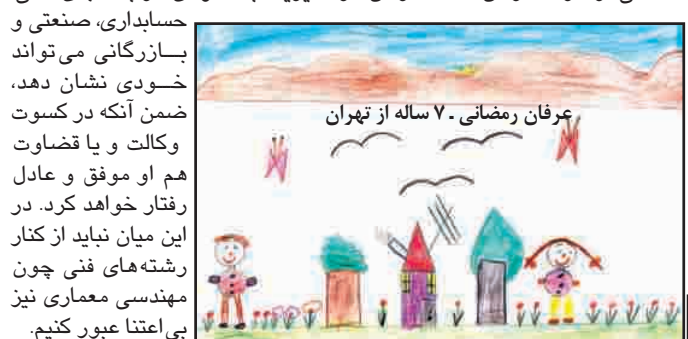 حسابداری، صنعتی و
بـــازرگانی می‌تواند
خـــودی نشان دهد،
ضمن آنکه در کسوت
وکالت و یا قضاوت
هم او موفق و عادل
رفتار خواهد کرد. در
این میان نباید از کنار
رشته‌های فنی چون
مهندسی معماری نیز
بی‌اعتنا عبور کنیم.
عرفان رمضانی ـ ۷ ساله از تهران